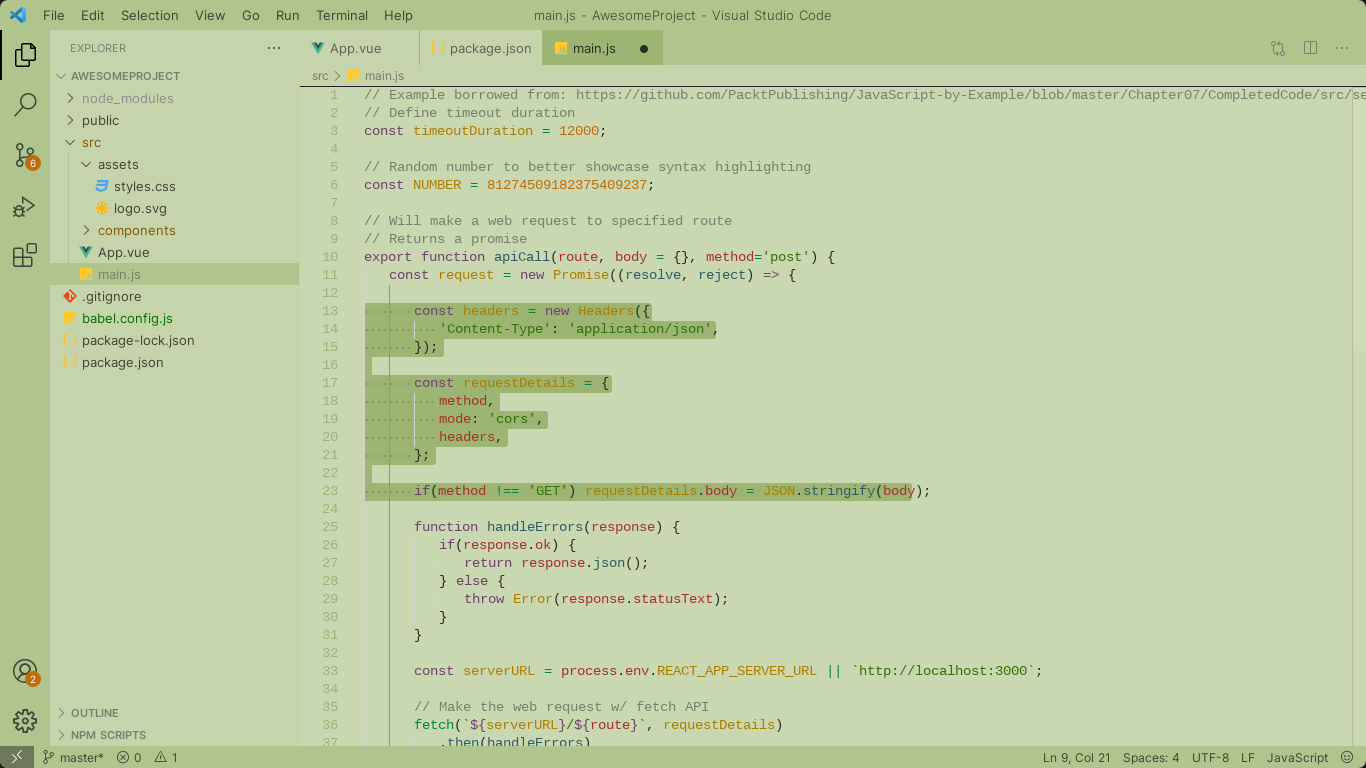 File Edit Selection View Go Run Terminal Help
main.js - AwesomeProject - Visual Studio Code
EXPLORER
AWESOMEPROJECT
node_modules
public
src
assets
styles.css
logo.svg
components
App.vue
main.js
.gitignore
babel.config.js
package-lock.json
package.json
OUTLINE
NPM SCRIPTS
6
2
App.vue
{} package.json
main.js
src > main.js
1 // Example borrowed from: https://github.com/PacktPublishing/JavaScript-by-Example/blob/master/Chapter07/CompletedCode/src/se
2 // Define timeout duration
3 const timeoutDuration = 12000;
4
5 // Random number to better showcase syntax highlighting
6 const NUMBER = 81274509182375409237;
7
8 // Will make a web request to specified route
9 // Returns a promise
10 export function apiCall(route, body = {}, method='post') {
11 const request = new Promise((resolve, reject) => {
12
13 const headers = new Headers({
14 'Content-Type': 'application/json',
15 });
16
17 const requestDetails = {
18 method,
19 mode: 'cors',
20 headers,
21 };
22
23 if(method !== 'GET') requestDetails.body = JSON.stringify(body);
24
25 function handleErrors(response) {
26 if(response.ok) {
27 return response.json();
28 } else {
29 throw Error(response.statusText);
30 }
31 }
32
33 const serverURL = process.env.REACT_APP_SERVER_URL || `http://localhost:3000`;
34
35 // Make the web request w/ fetch API
36 fetch(`${serverURL}/${route}`, requestDetails)
37 .then(handleErrors)
master* 0 1
Ln 9, Col 21 Spaces: 4 UTF-8 LF JavaScript